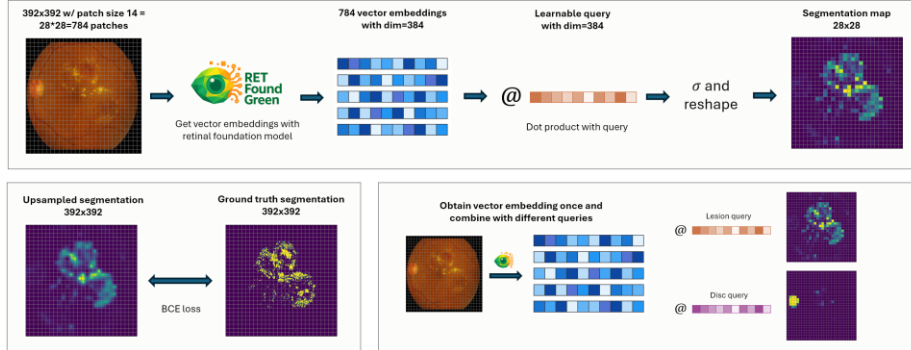 392x392 w/ patch size 14 =
28*28=784 patches
784 vector embeddings
with dim=384
Learnable query
with dim=384
Segmentation map
28x28
RET
Found
Green
Get vector embeddings with
retinal foundation model
@
Dot product with query
σ and
reshape
Upsampled segmentation
392x392
Ground truth segmentation
392x392
BCE loss
Obtain vector embedding once and
combine with different queries
Lesion query
@
Disc query
@